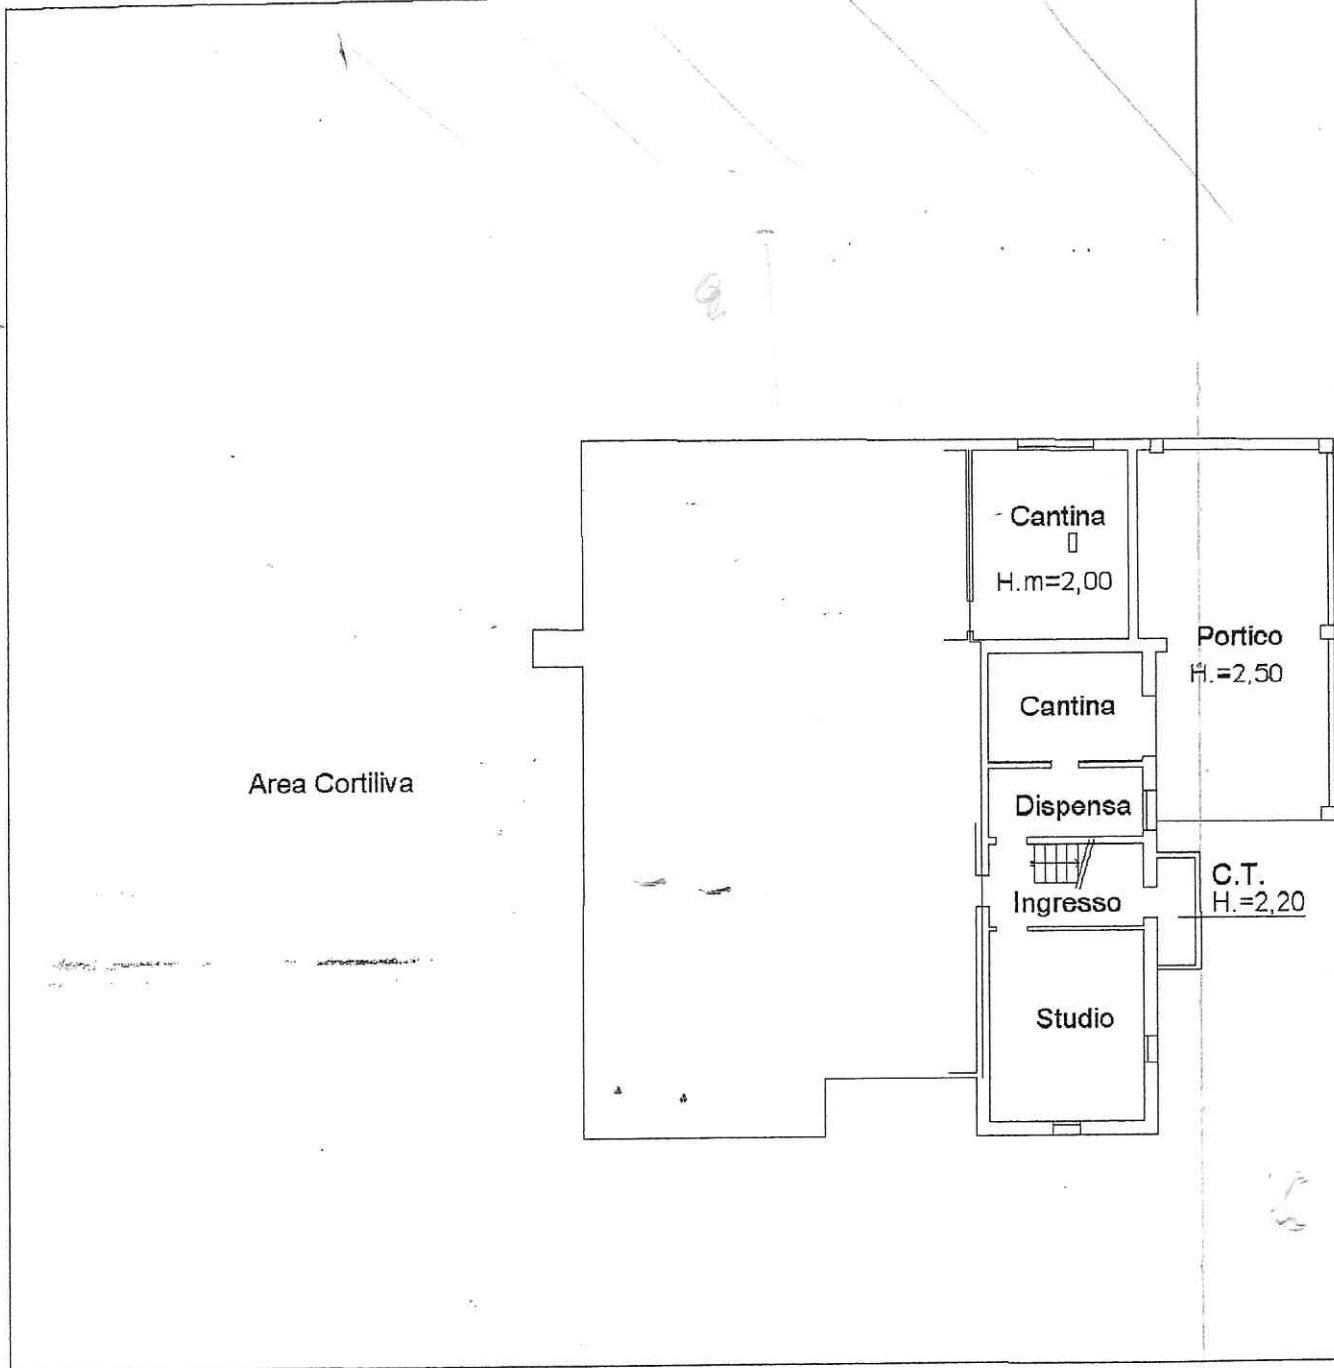 Cantina
H.m=2,00
Portico
H.=2,50
Cantina
Area Cortiliva
Dispensa
C.T.
H.=2,20
Ingresso
Studio